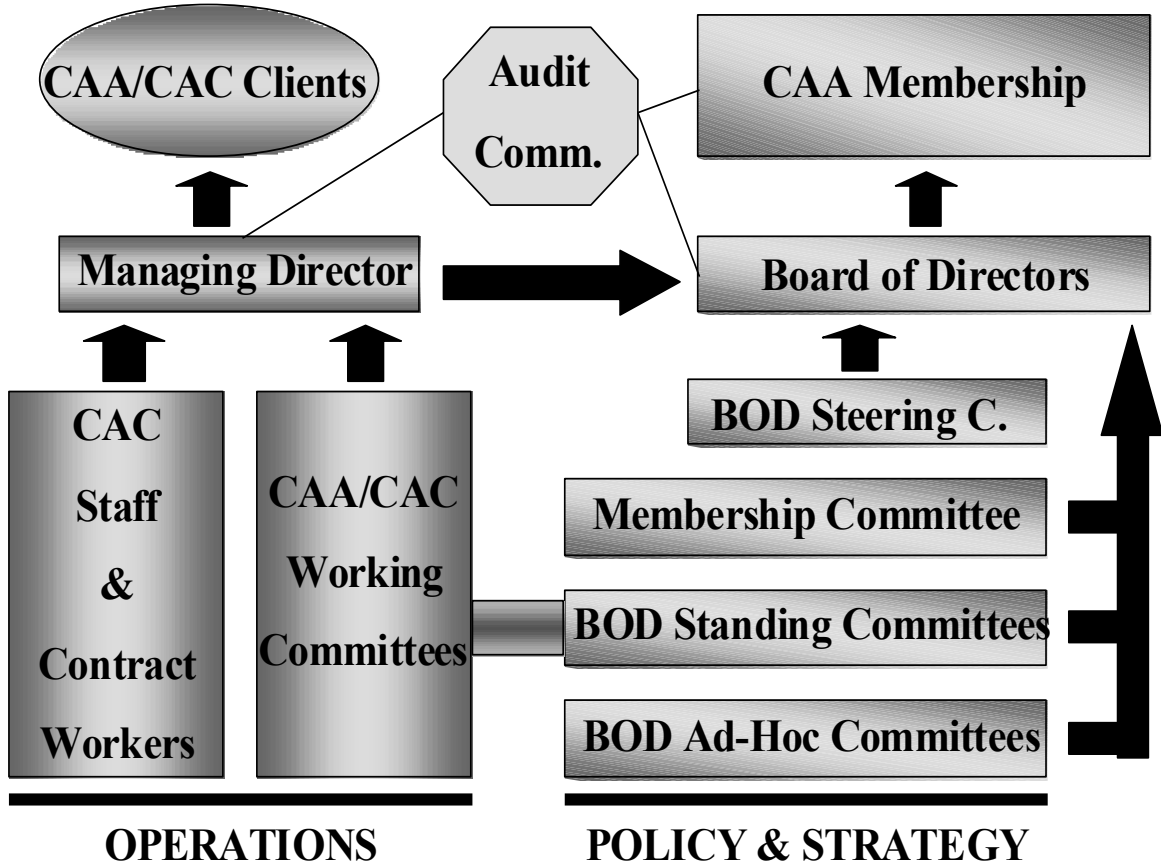 CAA/CAC Clients
Audit
Comm.
CAA Membership
Managing Director
Board of Directors
CAC
Staff
&
Contract
Workers
CAA/CAC
Working
Committees
BOD Steering C.
Membership Committee
BOD Standing Committees
BOD Ad-Hoc Committees
OPERATIONS
POLICY & STRATEGY